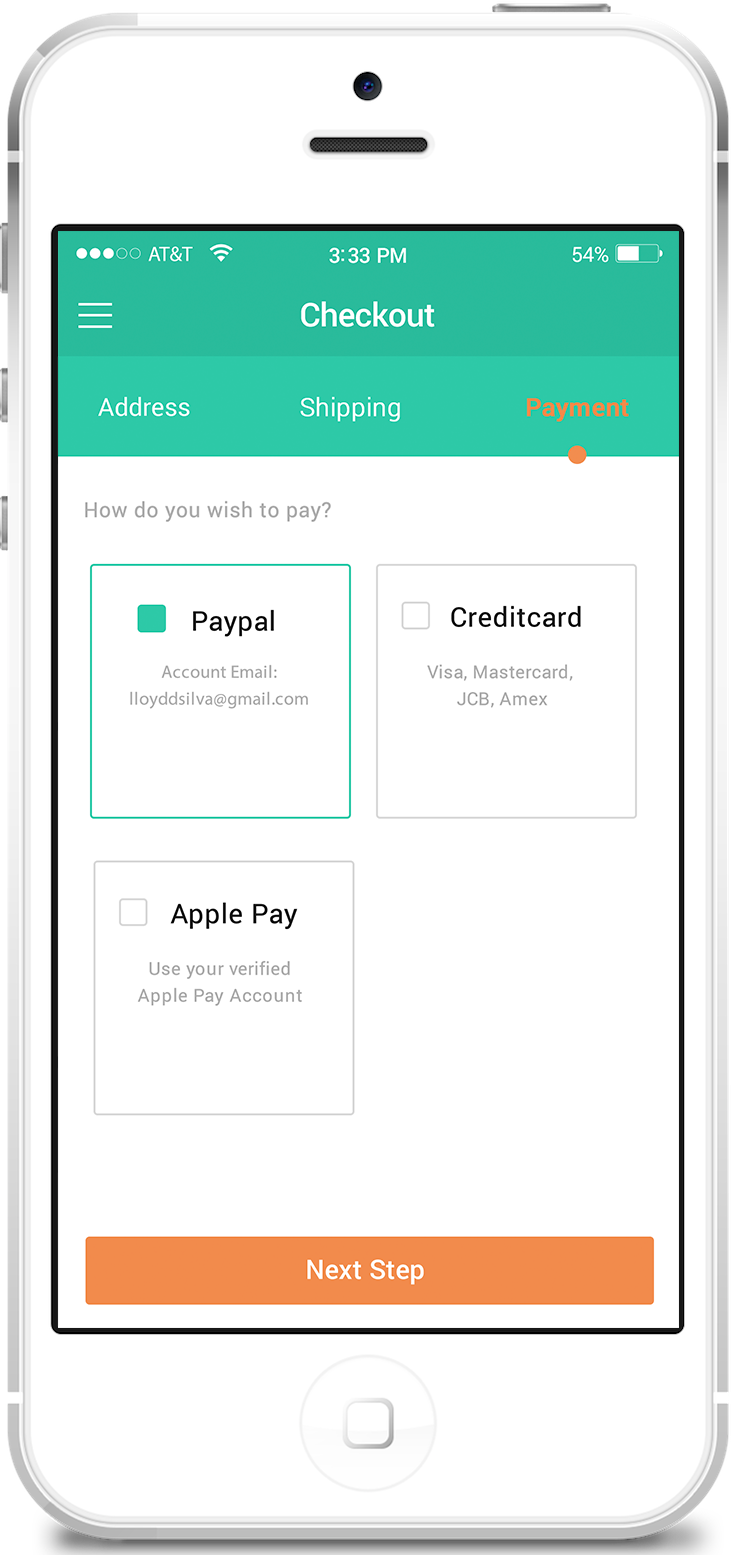 AT&T 3:33 PM 54%
Checkout
Address Shipping Payment
How do you wish to pay?
Paypal
Account Email:
lloyddsilva@gmail.com
Creditcard
Visa, Mastercard,
JCB, Amex
Apple Pay
Use your verified
Apple Pay Account
Next Step